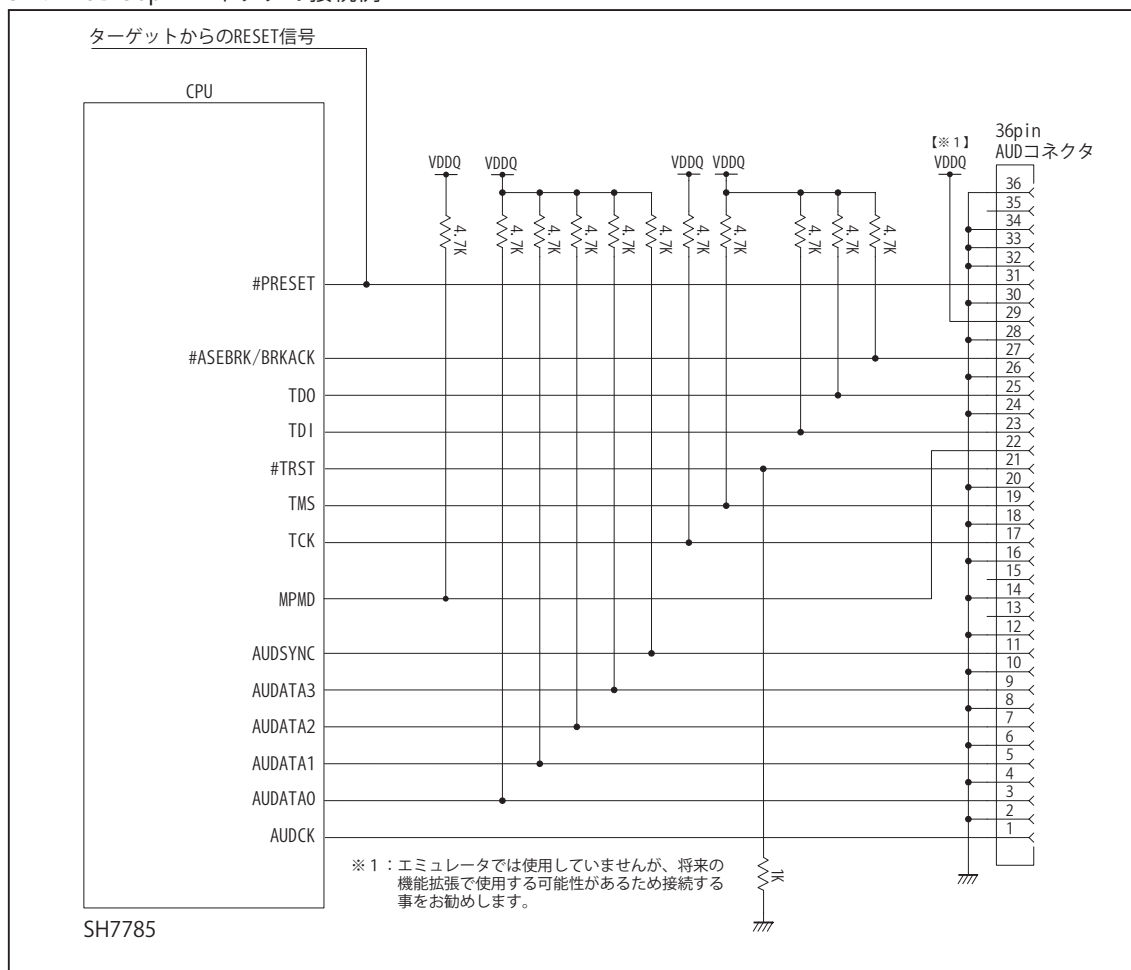 ターゲットからのRESET信号
CPU
【※1】
36pin
AUDコネクタ
VDDQ
VDDQ
VDDQ
VDDQ
VDDQ
4.7K
4.7K
4.7K
4.7K
4.7K
4.7K
4.7K
4.7K
4.7K
4.7K
4.7K
#PRESET
#ASEBRK/BRKACK
TDO
TDI
#TRST
TMS
TCK
MPMD
AUDSYNC
AUDATA3
AUDATA2
AUDATA1
AUDATA0
AUDCK
36
35
34
33
32
31
30
29
28
27
26
25
24
23
22
21
20
19
18
17
16
15
14
13
12
11
10
9
8
7
6
5
4
3
2
1
1K
※1:エミュレータでは使用していませんが、将来の
機能拡張で使用する可能性があるため接続する
事をお勧めします。
SH7785